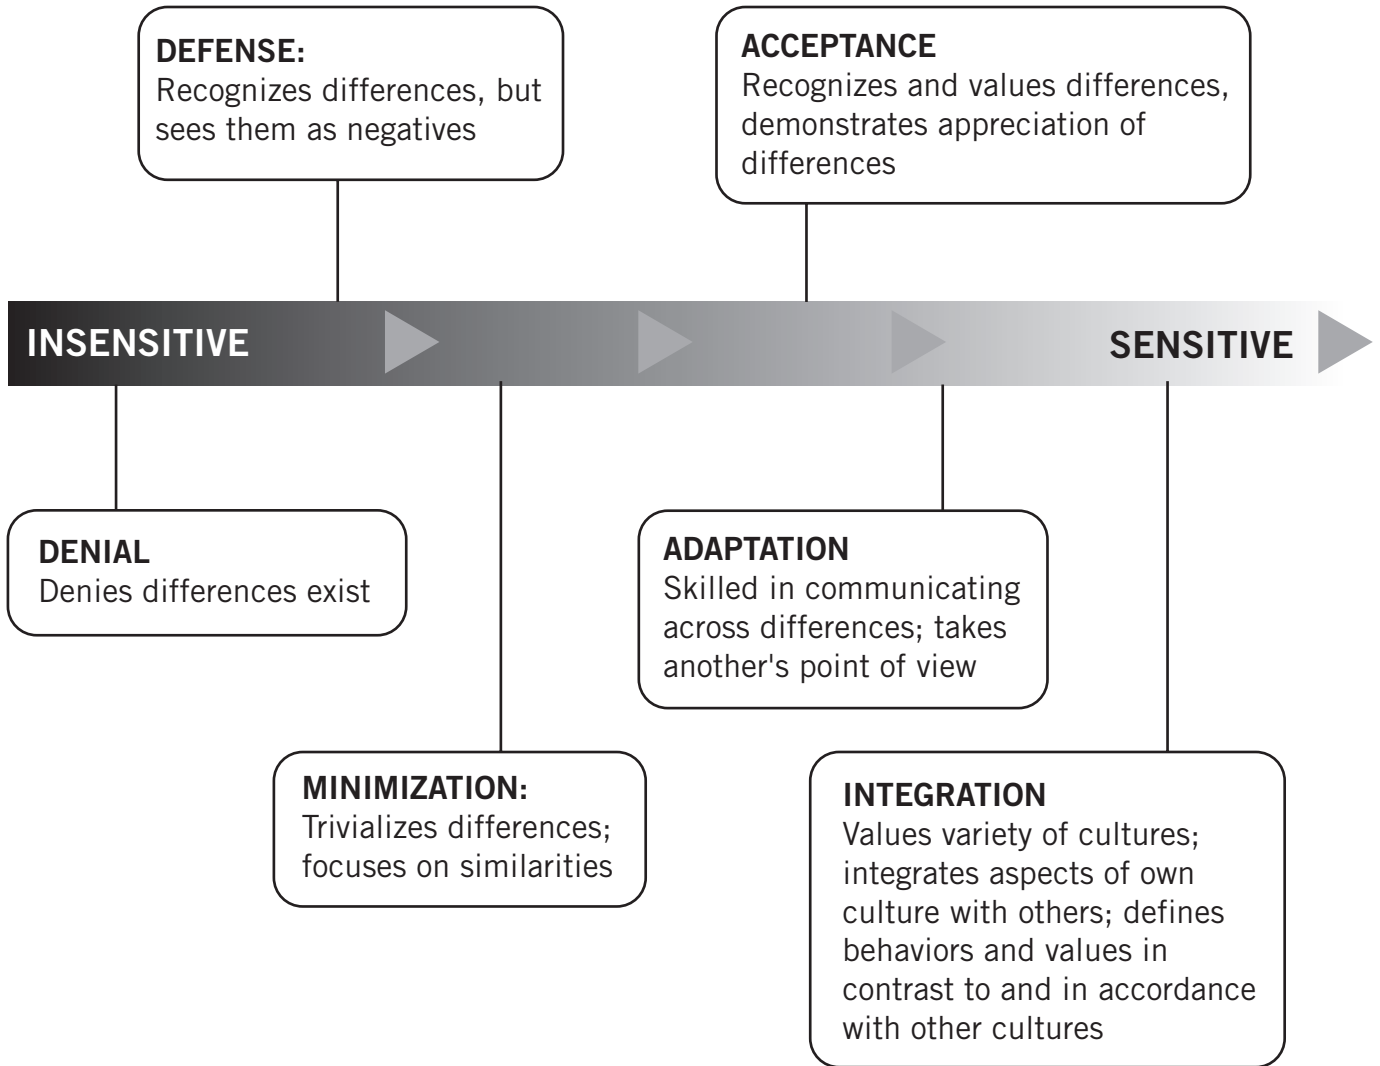 DEFENSE:
Recognizes differences, but
sees them as negatives
ACCEPTANCE
Recognizes and values differences,
demonstrates appreciation of
differences
INSENSITIVE
SENSITIVE
DENIAL
Denies differences exist
ADAPTATION
Skilled in communicating
across differences; takes
another's point of view
MINIMIZATION:
Trivializes differences;
focuses on similarities
INTEGRATION
Values variety of cultures;
integrates aspects of own
culture with others; defines
behaviors and values in
contrast to and in accordance
with other cultures